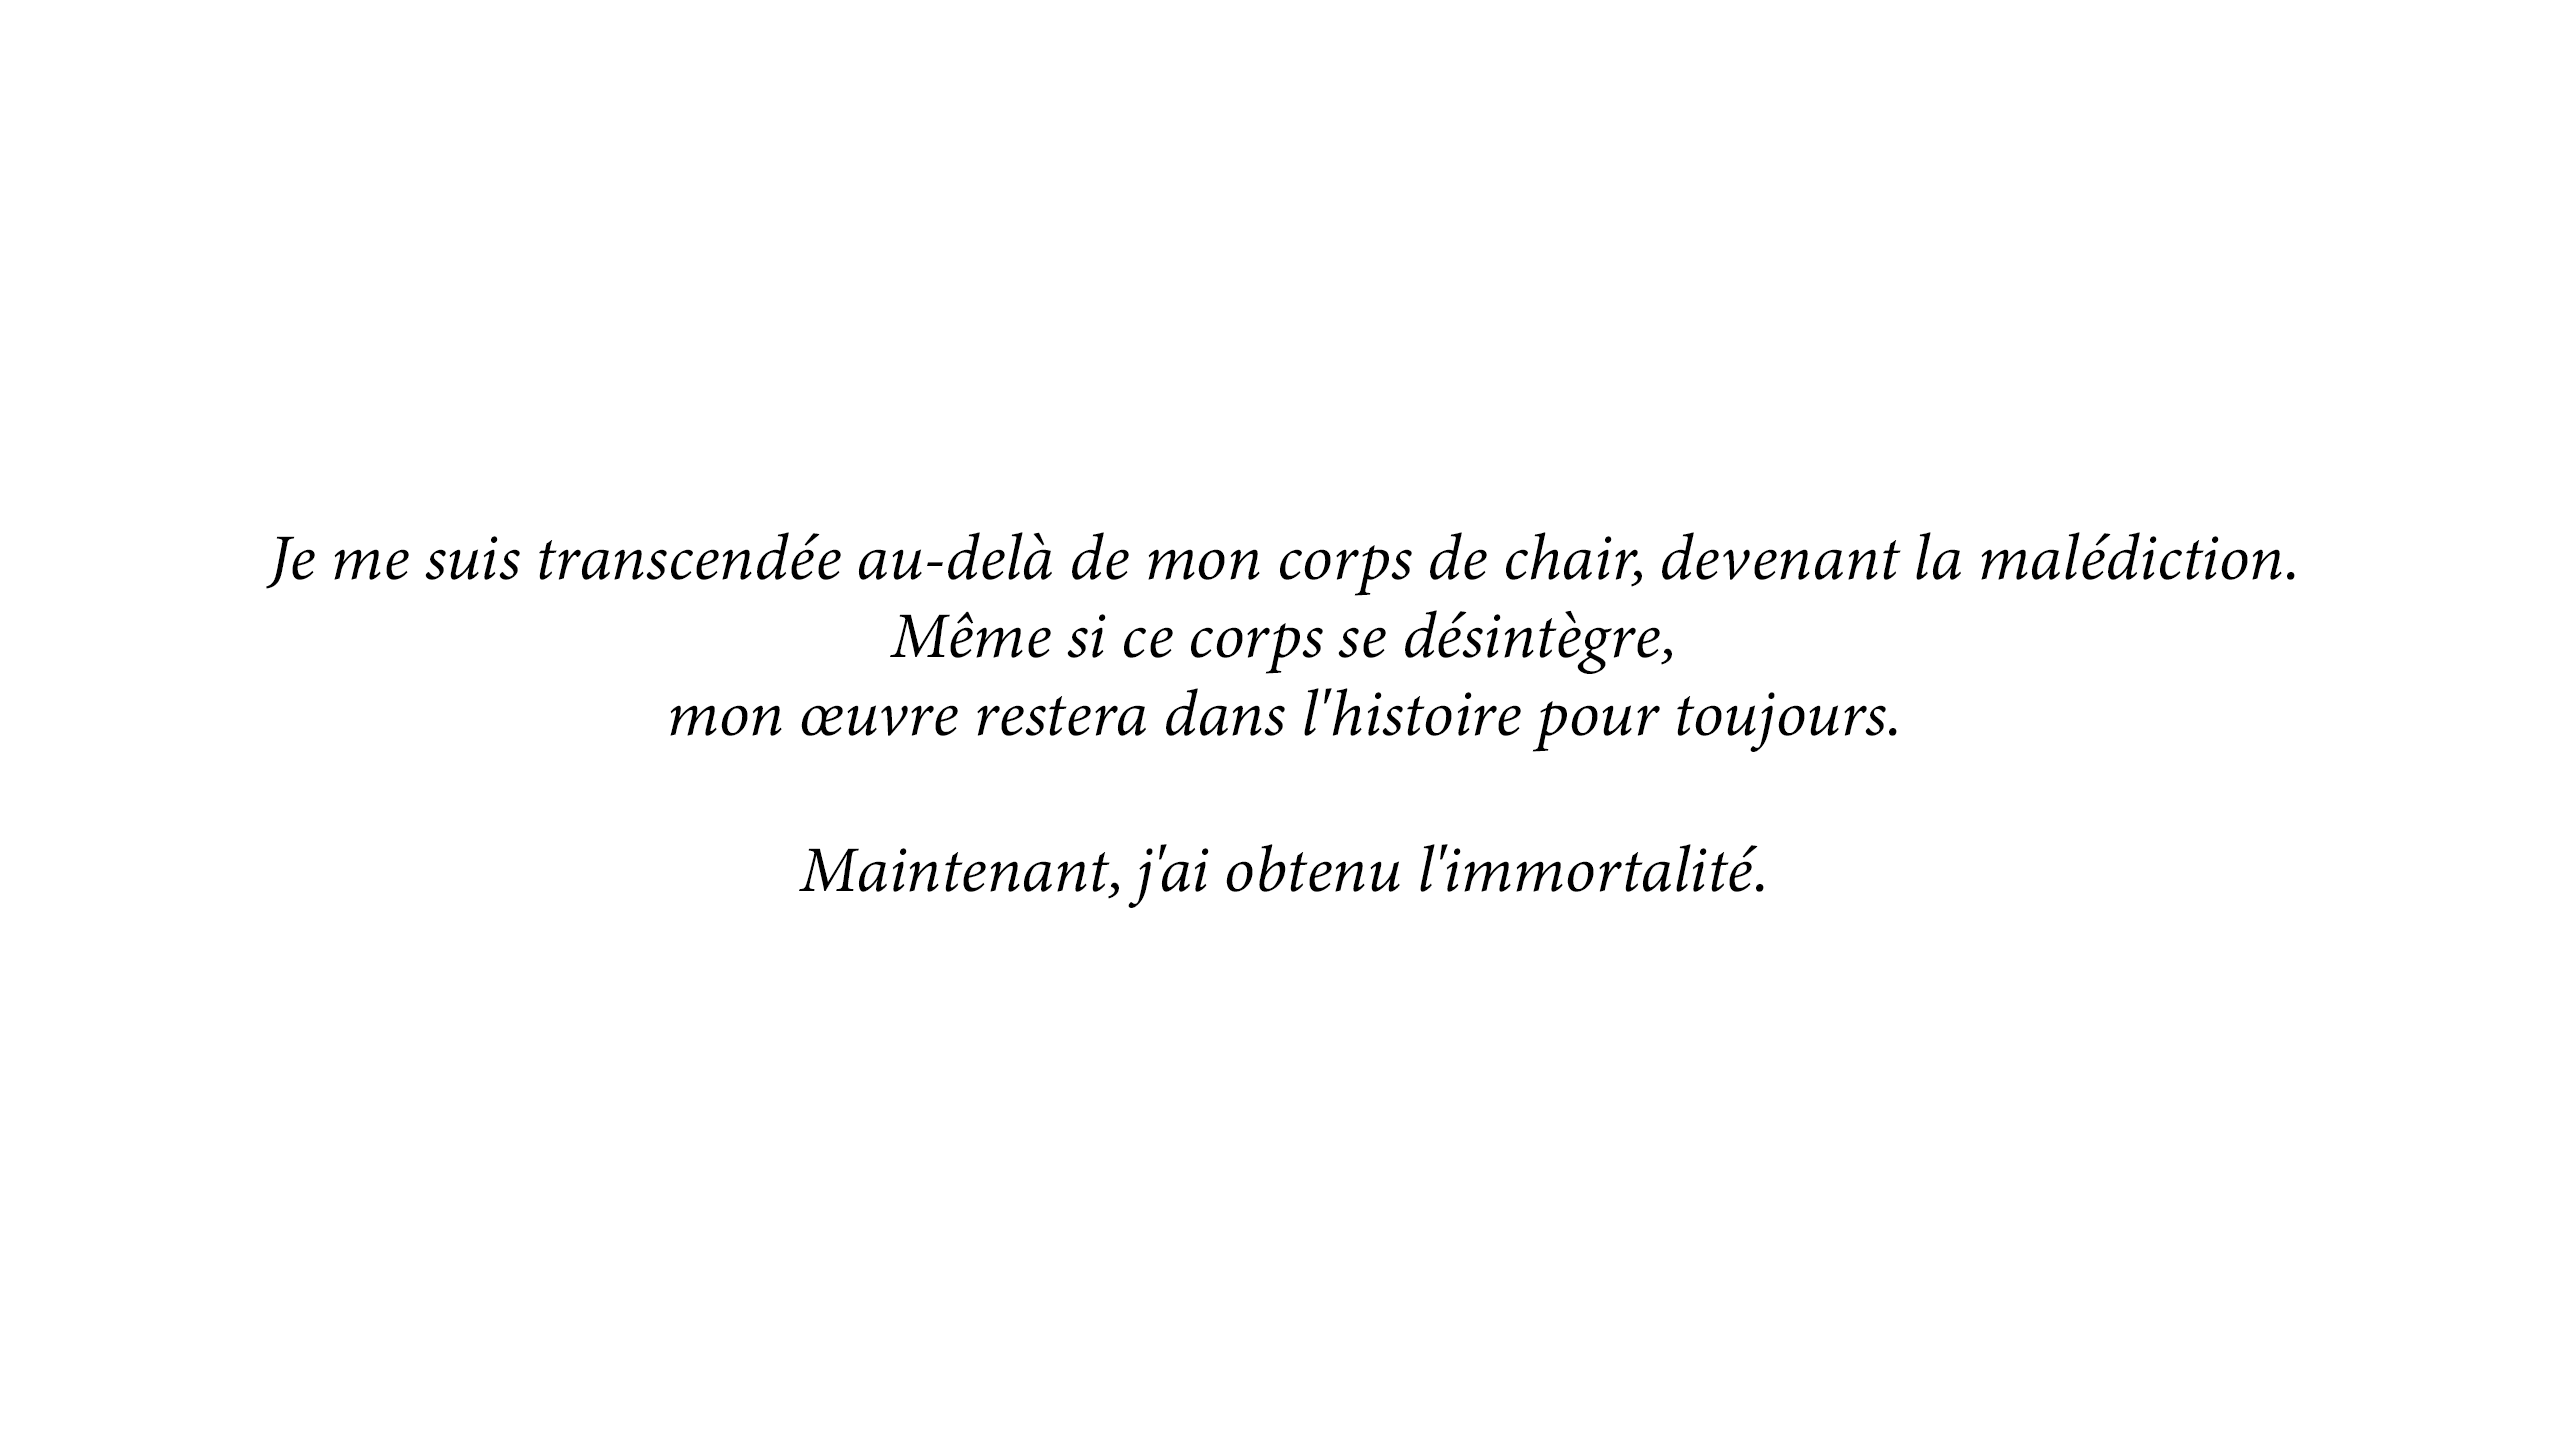 Je me suis transcendée au-delà de mon corps de chair, devenant la malédiction.
Même si ce corps se désintègre,
mon œuvre restera dans l'histoire pour toujours.
Maintenant, j'ai obtenu l'immortalité.